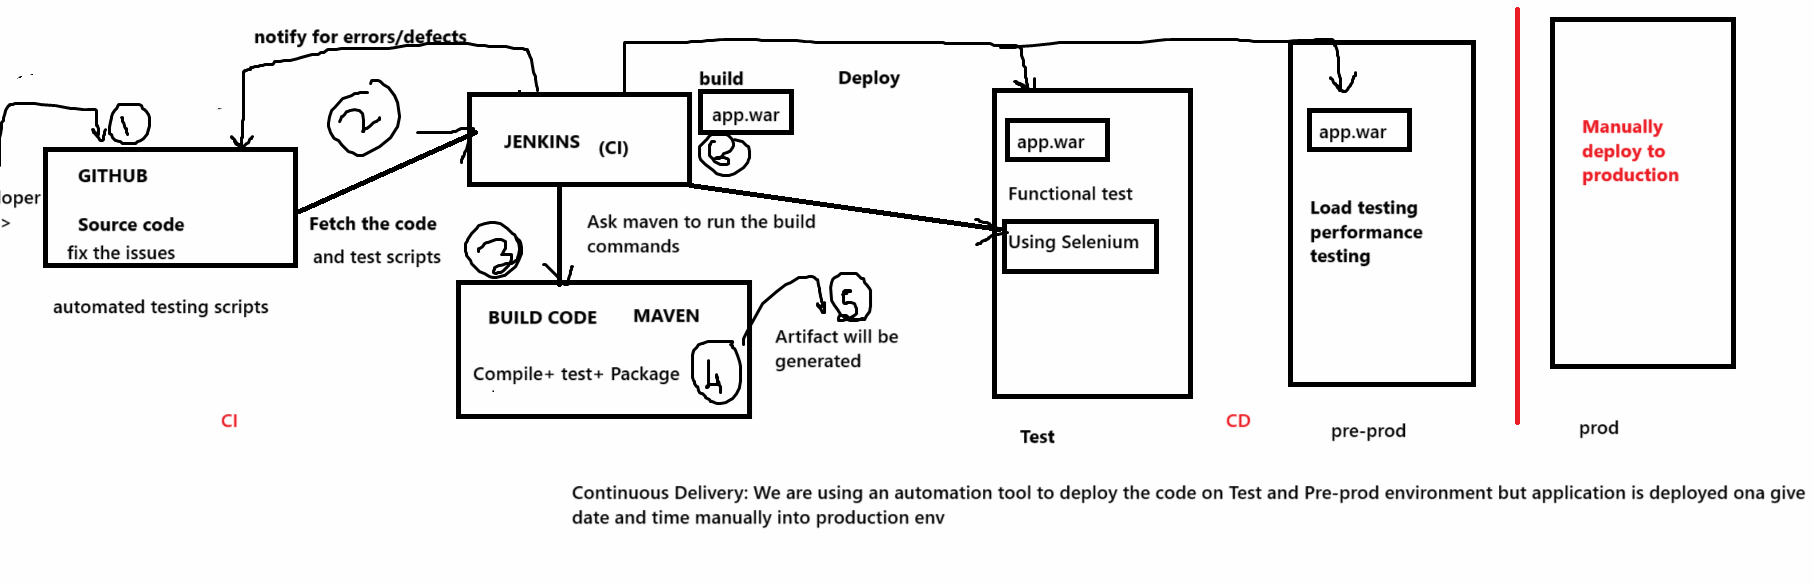 notify for errors/defects
1
2
GITHUB
Source code
fix the issues
automated testing scripts
>
Fetch the code
and test scripts
JENKINS (CI)
build
app.war
Deploy
Ask maven to run the build
commands
3
BUILD CODE MAVEN
Compile+ test+ Package
4
5
Artifact will be
generated
CI
app.war
Functional test
Using Selenium
Test
CD
app.war
Load testing
performance
testing
pre-prod
Manually
deploy to
production
prod
Continuous Delivery: We are using an automation tool to deploy the code on Test and Pre-prod environment but application is deployed ona give
date and time manually into production env